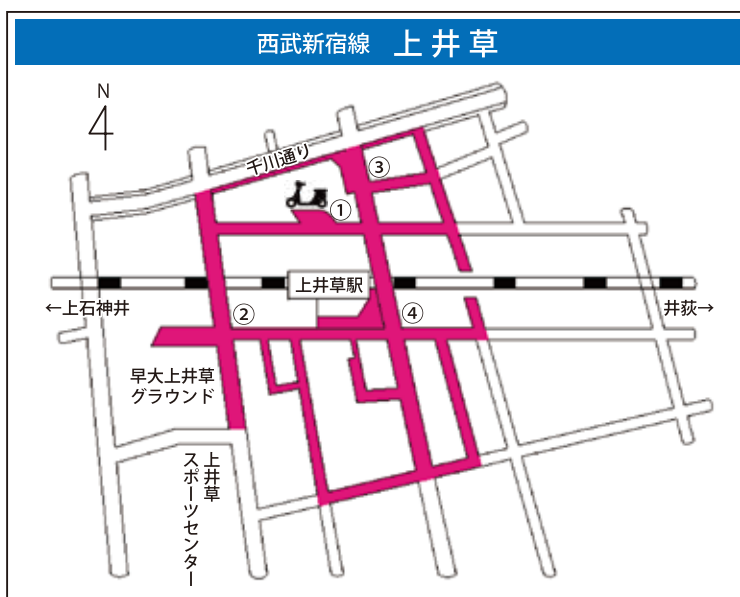 西武新宿線 上井草
N
千川通り
③
①
上井草駅
←上石神井
井荻→
②
④
早大上井草
グラウンド
上井草
スポーツセンター